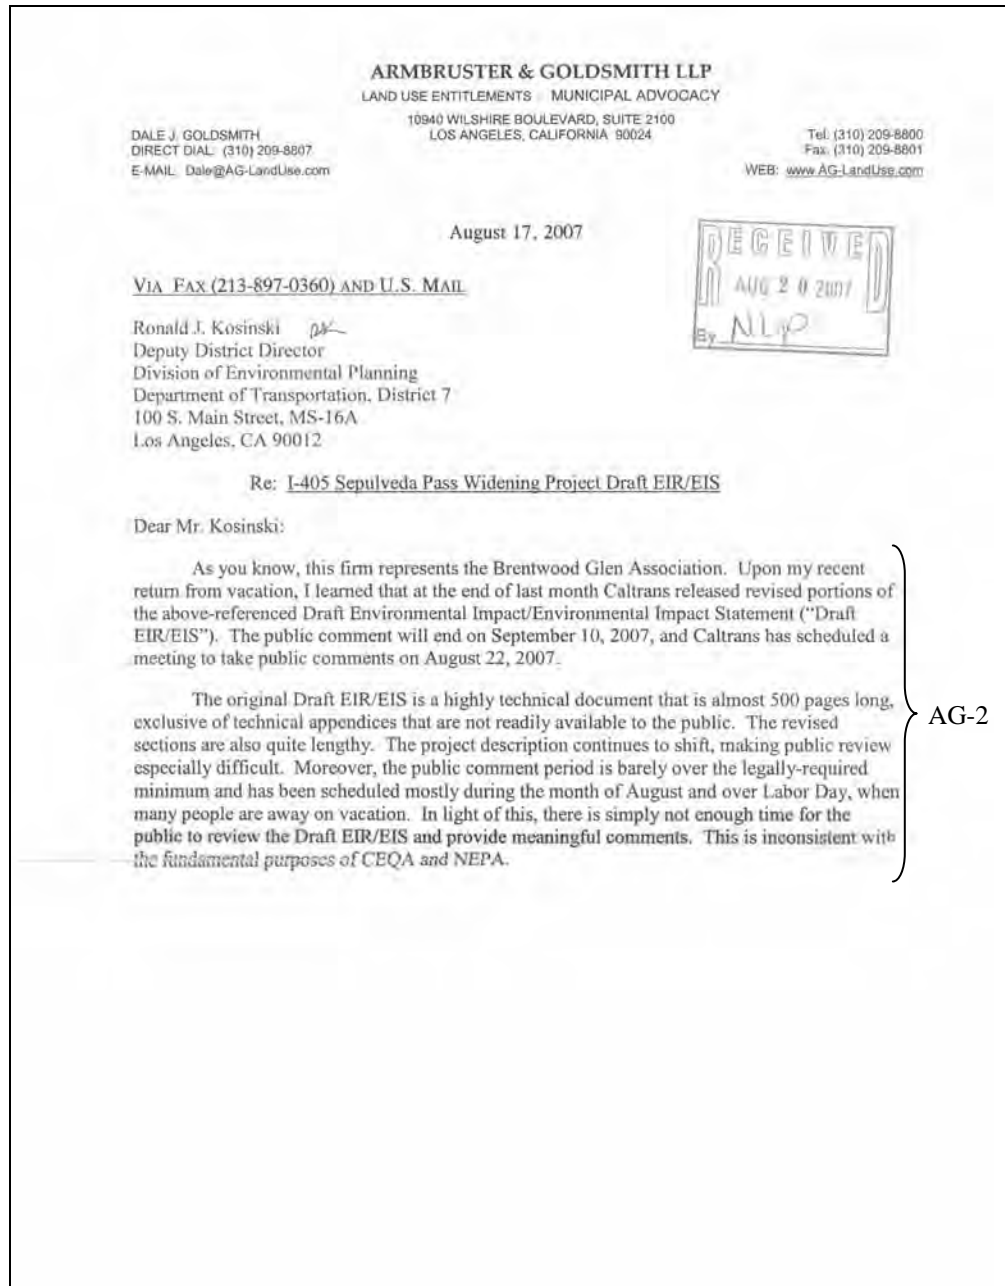 ARMBRUSTER & GOLDSMITH LLP
LAND USE ENTITLEMENTS MUNICIPAL ADVOCACY
10940 WILSHIRE BOULEVARD, SUITE 2100
LOS ANGELES, CALIFORNIA 90024
DALE J. GOLDSMITH
DIRECT DIAL: (310) 209-8807
E-MAIL: Dale@AG-LandUse.com
Tel: (310) 209-8800
Fax: (310) 209-8801
WEB: www.AG-LandUse.com
August 17, 2007
RECEIVED
AUG 20 2007
By
VIA FAX (213-897-0360) AND U.S. MAIL
Ronald J. Kosinski
Deputy District Director
Division of Environmental Planning
Department of Transportation, District 7
100 S. Main Street, MS-16A
Los Angeles, CA 90012
Re: I-405 Sepulveda Pass Widening Project Draft EIR/EIS
Dear Mr. Kosinski:
As you know, this firm represents the Brentwood Glen Association. Upon my recent
return from vacation, I learned that at the end of last month Caltrans released revised portions of
the above-referenced Draft Environmental Impact/Environmental Impact Statement ("Draft
EIR/EIS"). The public comment will end on September 10, 2007, and Caltrans has scheduled a
meeting to take public comments on August 22, 2007.
The original Draft EIR/EIS is a highly technical document that is almost 500 pages long,
exclusive of technical appendices that are not readily available to the public. The revised
sections are also quite lengthy. The project description continues to shift, making public review
especially difficult. Moreover, the public comment period is barely over the legally-required
minimum and has been scheduled mostly during the month of August and over Labor Day, when
many people are away on vacation. In light of this, there is simply not enough time for the
public to review the Draft EIR/EIS and provide meaningful comments. This is inconsistent with
the fundamental purposes of CEQA and NEPA.
AG-2